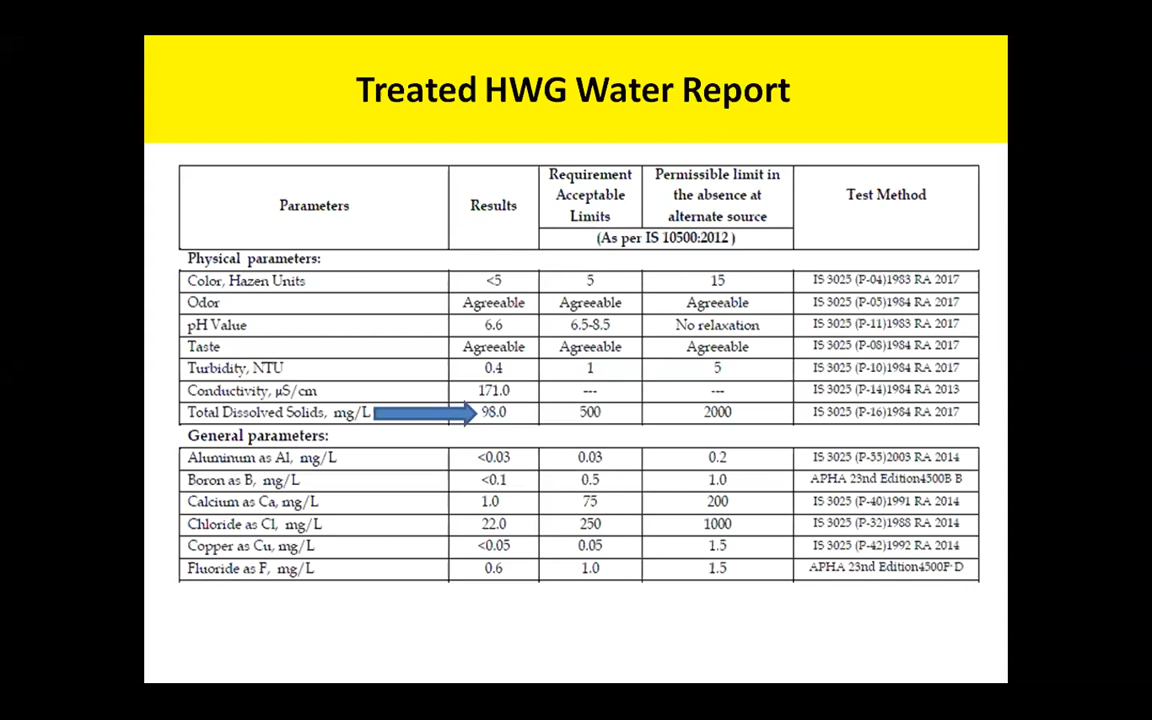 Treated HWG Water Report
Parameters Results Requirement Acceptable Limits Permissible limit in the absence at alternate source Test Method
(As per IS 10500:2012 )
Physical parameters:
Color, Hazen Units <5 5 15 IS 3025 (P-04)1983 RA 2017
Odor Agreeable Agreeable Agreeable IS 3025 (P-05)1984 RA 2017
pH Value 6.6 6.5-8.5 No relaxation IS 3025 (P-11)1983 RA 2017
Taste Agreeable Agreeable Agreeable IS 3025 (P-08)1984 RA 2017
Turbidity, NTU 0.4 1 5 IS 3025 (P-10)1984 RA 2017
Conductivity, µS/cm 171.0 --- --- IS 3025 (P-14)1984 RA 2013
Total Dissolved Solids, mg/L 98.0 500 2000 IS 3025 (P-16)1984 RA 2017
General parameters:
Aluminum as Al, mg/L <0.03 0.03 0.2 IS 3025 (P-55)2003 RA 2014
Boron as B, mg/L <0.1 0.5 1.0 APHA 23nd Edition4500B B
Calcium as Ca, mg/L 1.0 75 200 IS 3025 (P-40)1991 RA 2014
Chloride as Cl, mg/L 22.0 250 1000 IS 3025 (P-32)1988 RA 2014
Copper as Cu, mg/L <0.05 0.05 1.5 IS 3025 (P-42)1992 RA 2014
Fluoride as F, mg/L 0.6 1.0 1.5 APHA 23nd Edition4500F- D